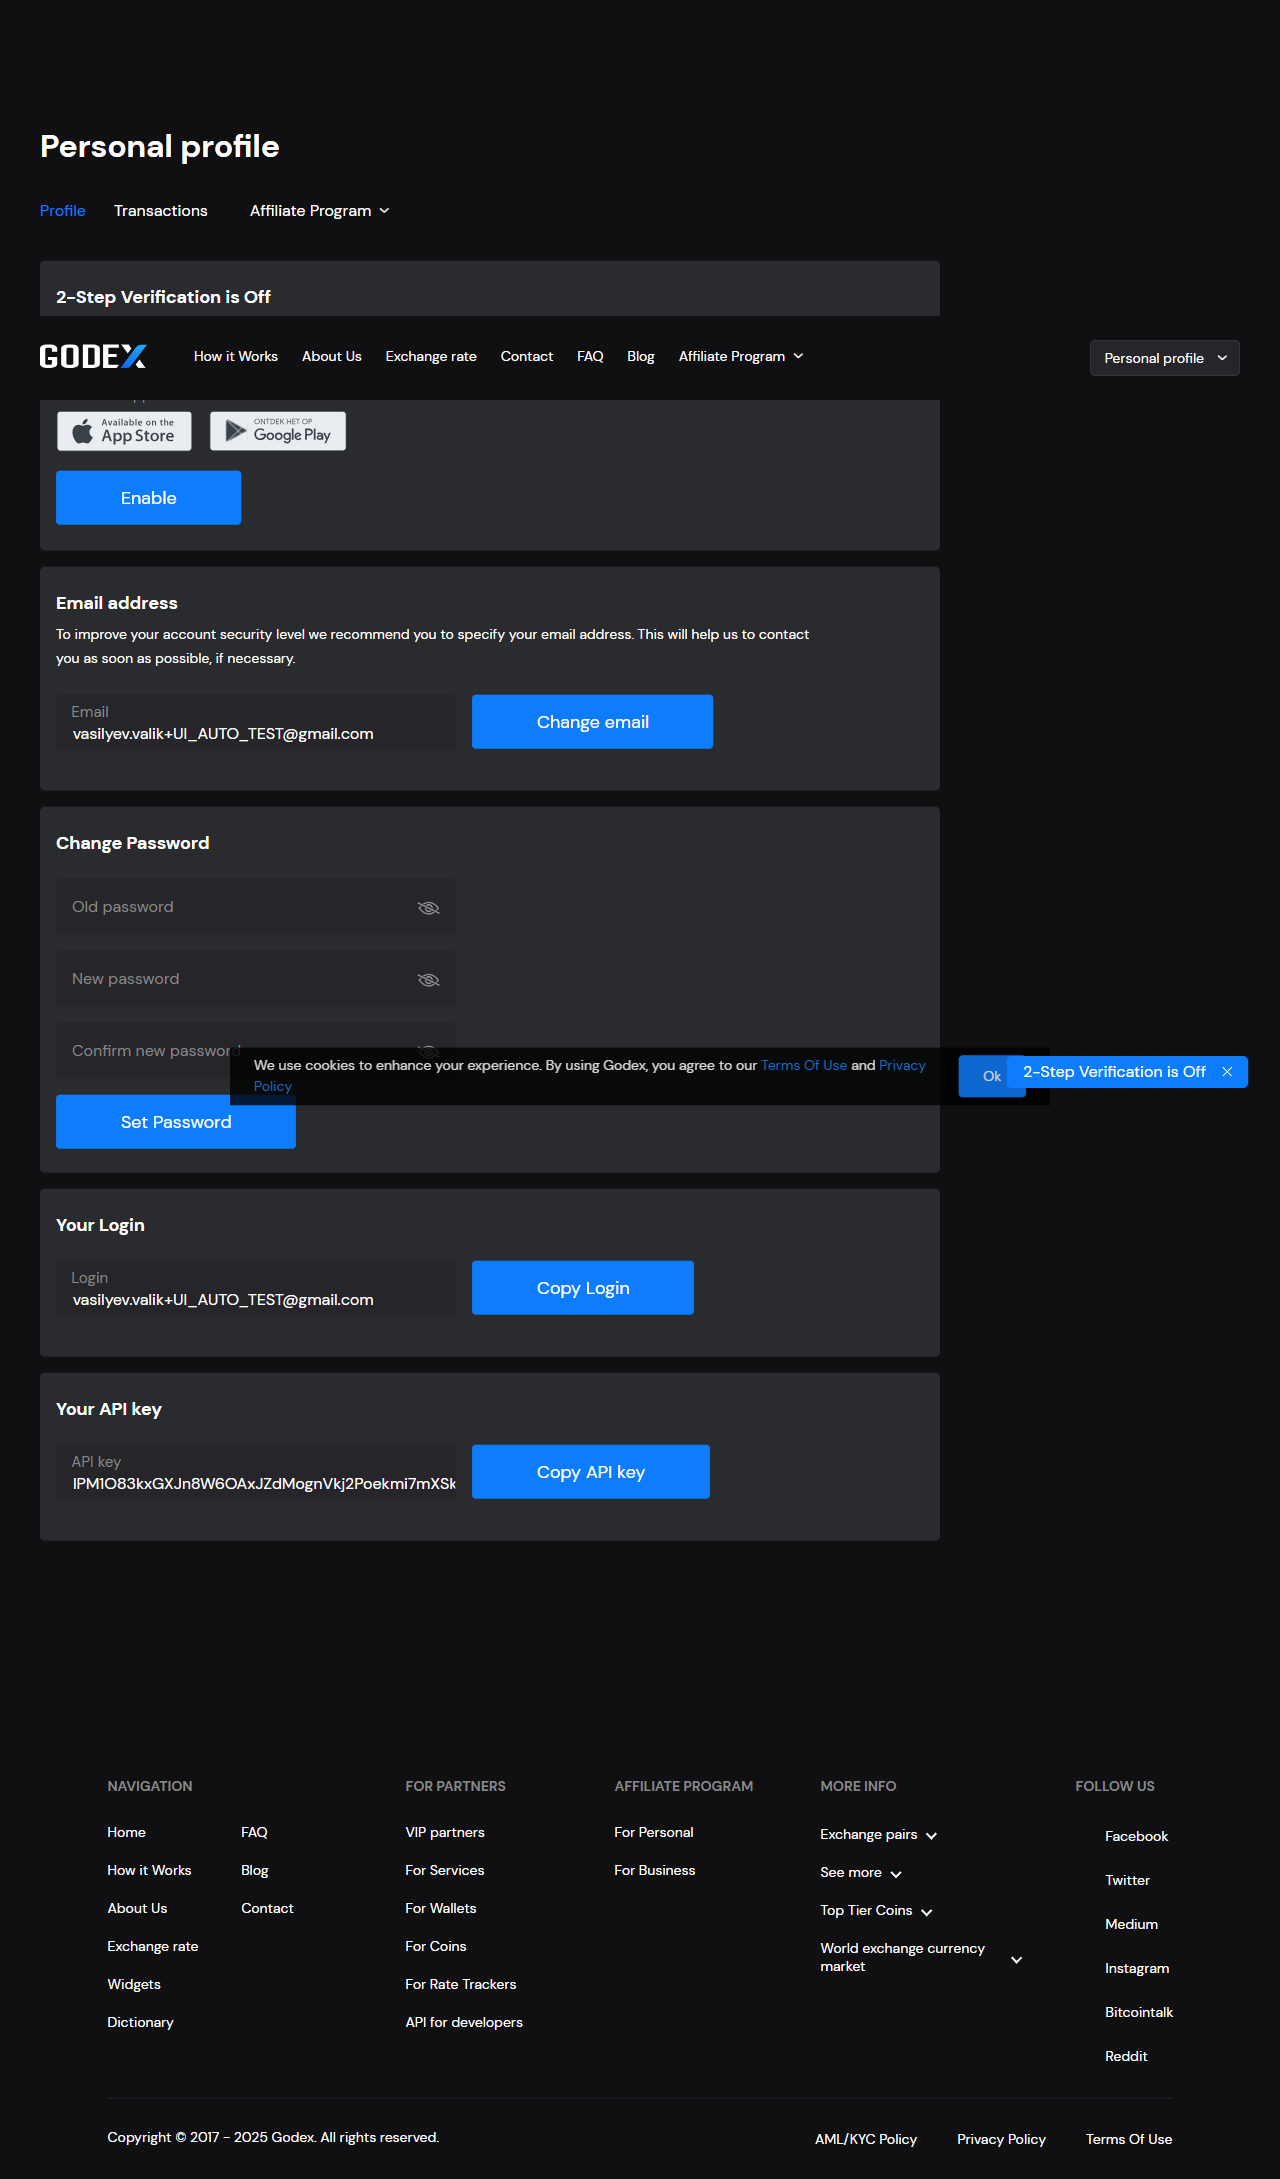 Personal profile
Profile Transactions Affiliate Program
2-Step Verification is Off
GODEX How it Works About Us Exchange rate Contact FAQ Blog Affiliate Program Personal profile
Available on the
App Store
ONTDEK HET OP
Google Play
Enable
Email address
To improve your account security level we recommend you to specify your email address. This will help us to contact
you as soon as possible, if necessary.
Email
vasilyev.valik+UI_AUTO_TEST@gmail.com
Change email
Change Password
Old password
New password
Confirm new password
We use cookies to enhance your experience. By using Godex, you agree to our Terms Of Use and Privacy
Policy
Ok
2-Step Verification is Off
Set Password
Your Login
Login
vasilyev.valik+UI_AUTO_TEST@gmail.com
Copy Login
Your API key
API key
IPM1O83kxGXJn8W6OAxJZdMognVkj2Poekmi7mXSk
Copy API key
NAVIGATION
Home
How it Works
About Us
Exchange rate
Widgets
Dictionary
FAQ
Blog
Contact
FOR PARTNERS
VIP partners
For Services
For Wallets
For Coins
For Rate Trackers
API for developers
AFFILIATE PROGRAM
For Personal
For Business
MORE INFO
Exchange pairs
See more
Top Tier Coins
World exchange currency
market
FOLLOW US
Facebook
Twitter
Medium
Instagram
Bitcointalk
Reddit
Copyright © 2017 - 2025 Godex. All rights reserved.
AML/KYC Policy Privacy Policy Terms Of Use